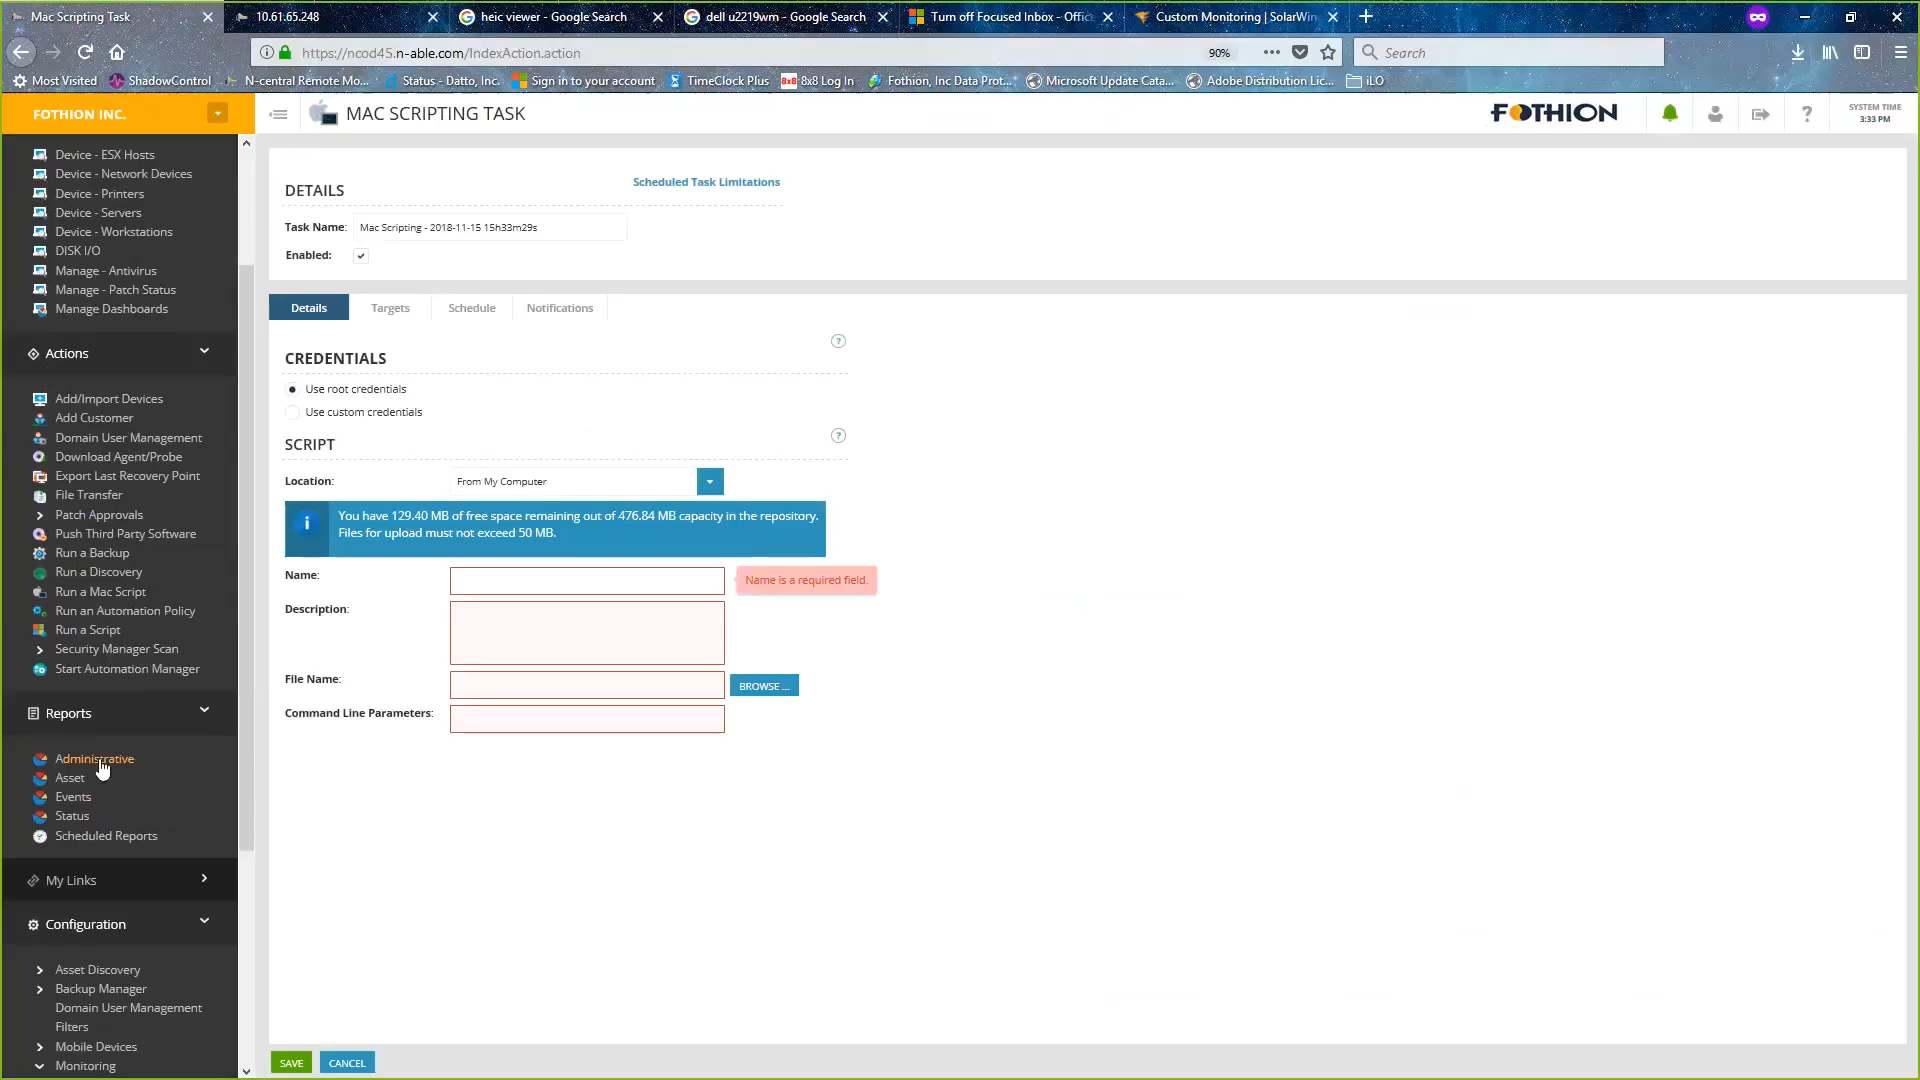 Mac Scripting Task
10.61.65.248
heic viewer - Google Search
dell u2219wm - Google Search
Turn off Focused Inbox - Offic
Custom Monitoring | SolarWin
https://ncod45.n-able.com/IndexAction.action
90%
Search
Most Visited
ShadowControl
N-central Remote Mo...
Status - Datto, Inc.
Sign in to your account
TimeClock Plus
8x8 8x8 Log In
Fothion, Inc Data Prot...
Microsoft Update Cata...
Adobe Distribution Lic...
iLO
FOTHION INC.
MAC SCRIPTING TASK
FOTHION
SYSTEM TIME
3:33 PM
Device - ESX Hosts
Device - Network Devices
Device - Printers
Device - Servers
Device - Workstations
DISK I/O
Manage - Antivirus
Manage - Patch Status
Manage Dashboards
Actions
Add/Import Devices
Add Customer
Domain User Management
Download Agent/Probe
Export Last Recovery Point
File Transfer
Patch Approvals
Push Third Party Software
Run a Backup
Run a Discovery
Run a Mac Script
Run an Automation Policy
Run a Script
Security Manager Scan
Start Automation Manager
Reports
Administrative
Asset
Events
Status
Scheduled Reports
My Links
Configuration
Asset Discovery
Backup Manager
Domain User Management
Filters
Mobile Devices
Monitoring
DETAILS
Scheduled Task Limitations
Task Name: Mac Scripting - 2018-11-15 15h33m29s
Enabled:
Details
Targets
Schedule
Notifications
CREDENTIALS
Use root credentials
Use custom credentials
SCRIPT
Location: From My Computer
You have 129.40 MB of free space remaining out of 476.84 MB capacity in the repository.
Files for upload must not exceed 50 MB.
Name:
Name is a required field.
Description:
File Name:
BROWSE ...
Command Line Parameters:
SAVE
CANCEL